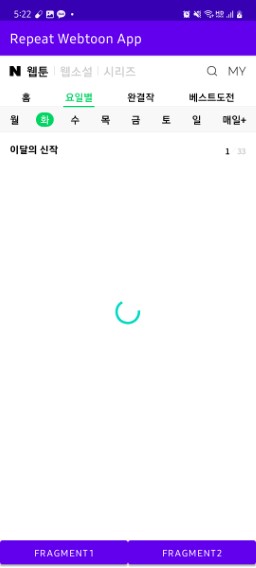 5:22
Repeat Webtoon App
N 웹툰 웹소설 시리즈 MY
홈 요일별 완결작 베스트도전
월 화 수 목 금 토 일 매일+
이달의 신작 1 33
FRAGMENT1 FRAGMENT2